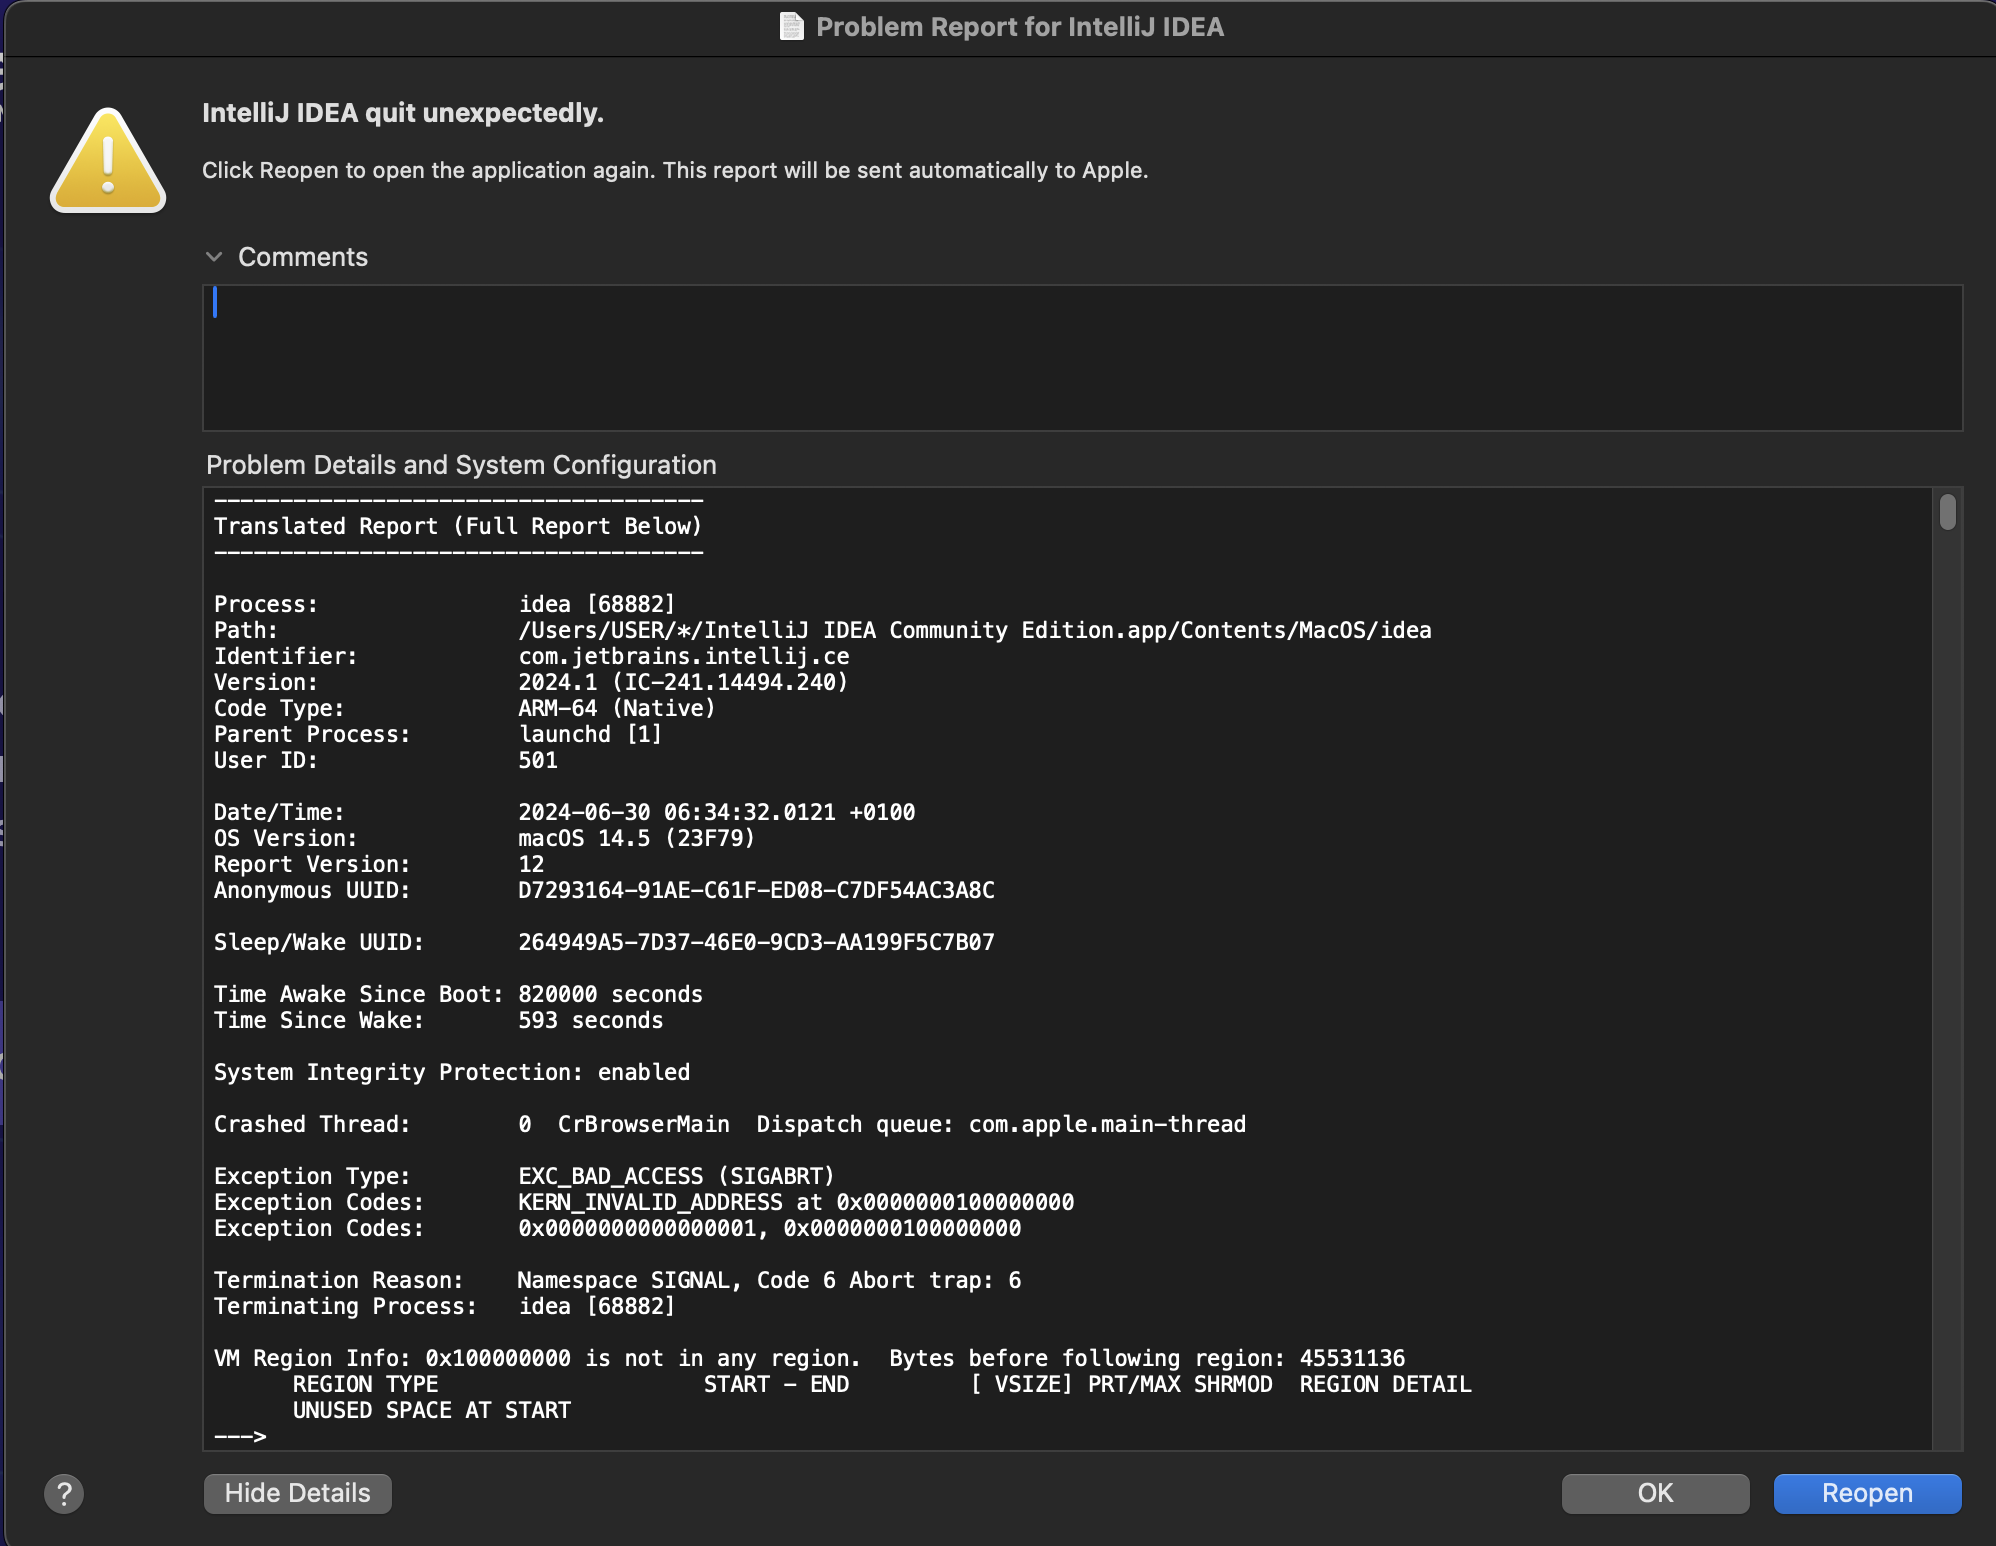 Problem Report for IntelliJ IDEA
IntelliJ IDEA quit unexpectedly.
Click Reopen to open the application again. This report will be sent automatically to Apple.
Comments
Problem Details and System Configuration
-------------------------------------
Translated Report (Full Report Below)
-------------------------------------
Process: idea [68882]
Path: /Users/USER/*/IntelliJ IDEA Community Edition.app/Contents/MacOS/idea
Identifier: com.jetbrains.intellij.ce
Version: 2024.1 (IC-241.14494.240)
Code Type: ARM-64 (Native)
Parent Process: launchd [1]
User ID: 501
Date/Time: 2024-06-30 06:34:32.0121 +0100
OS Version: macOS 14.5 (23F79)
Report Version: 12
Anonymous UUID: D7293164-91AE-C61F-ED08-C7DF54AC3A8C
Sleep/Wake UUID: 264949A5-7D37-46E0-9CD3-AA199F5C7B07
Time Awake Since Boot: 820000 seconds
Time Since Wake: 593 seconds
System Integrity Protection: enabled
Crashed Thread: 0 CrBrowserMain Dispatch queue: com.apple.main-thread
Exception Type: EXC_BAD_ACCESS (SIGABRT)
Exception Codes: KERN_INVALID_ADDRESS at 0x0000000100000000
Exception Codes: 0x0000000000000001, 0x0000000100000000
Termination Reason: Namespace SIGNAL, Code 6 Abort trap: 6
Terminating Process: idea [68882]
VM Region Info: 0x100000000 is not in any region. Bytes before following region: 45531136
REGION TYPE START - END [ VSIZE] PRT/MAX SHRMOD REGION DETAIL
UNUSED SPACE AT START
--->
? Hide Details OK Reopen